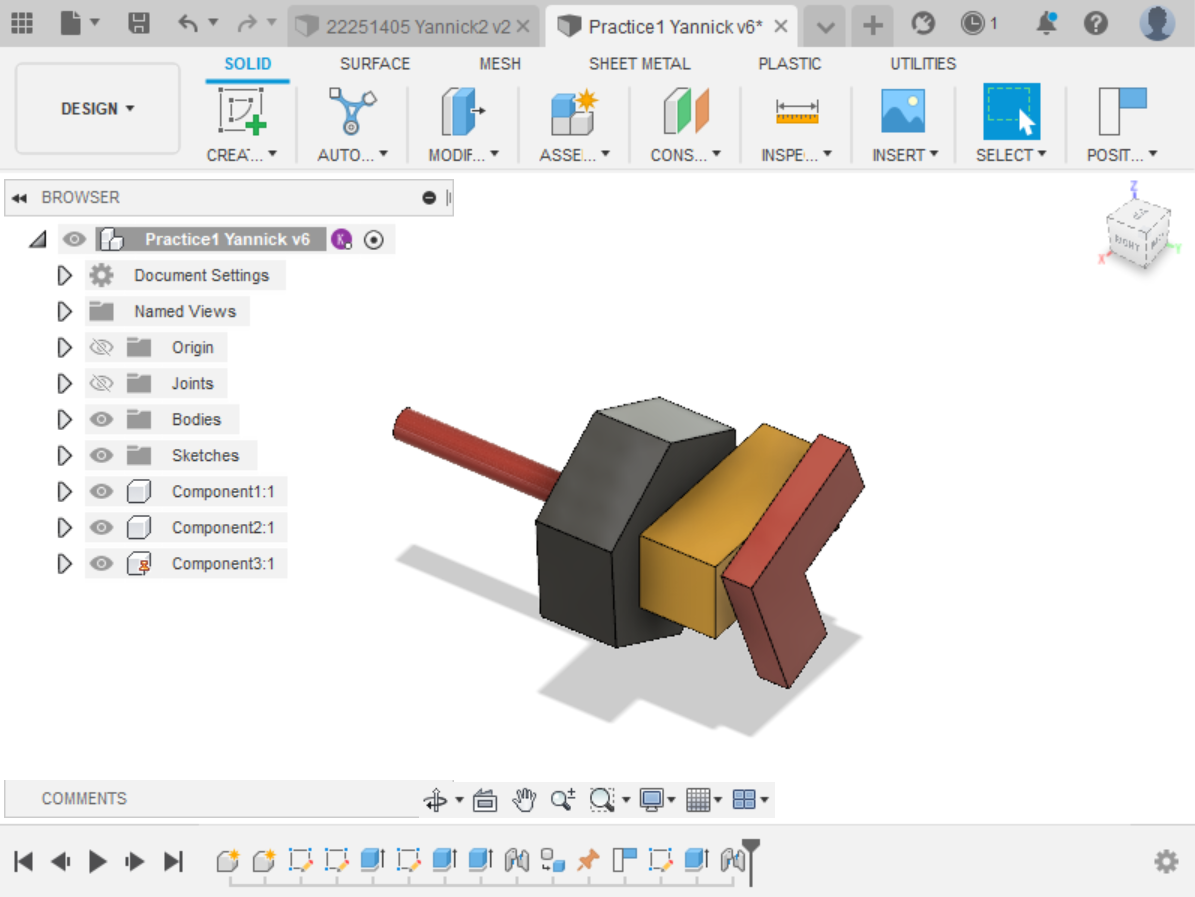 22251405 Yannick2 v2
Practice1 Yannick v6*
1
SOLID SURFACE MESH SHEET METAL PLASTIC UTILITIES
DESIGN
CREAT... AUTO... MODIF... ASSE... CONS... INSPE... INSERT SELECT POSIT...
BROWSER
Practice1 Yannick v6 K
Document Settings
Named Views
Origin
Joints
Bodies
Sketches
Component1:1
Component2:1
Component3:1
Z
RIGHT
X Y
COMMENTS